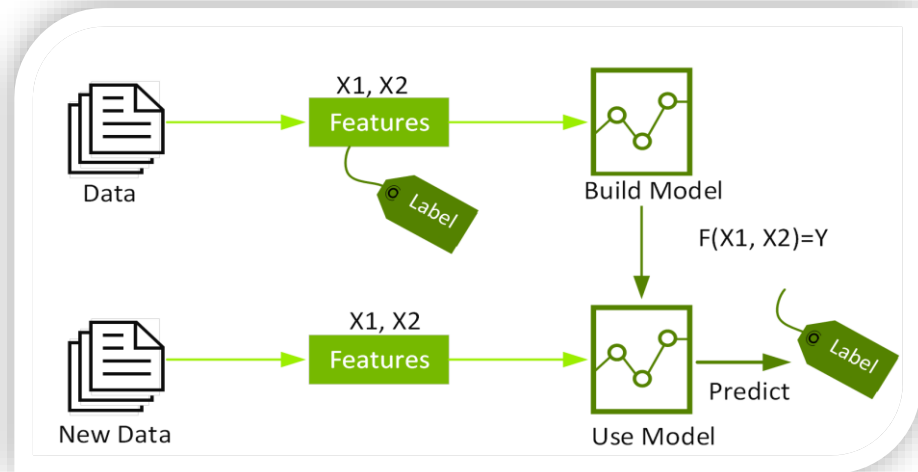 X1, X2
Features
Label
Data
Build Model
F(X1, X2)=Y
X1, X2
Features
Label
Predict
New Data
Use Model